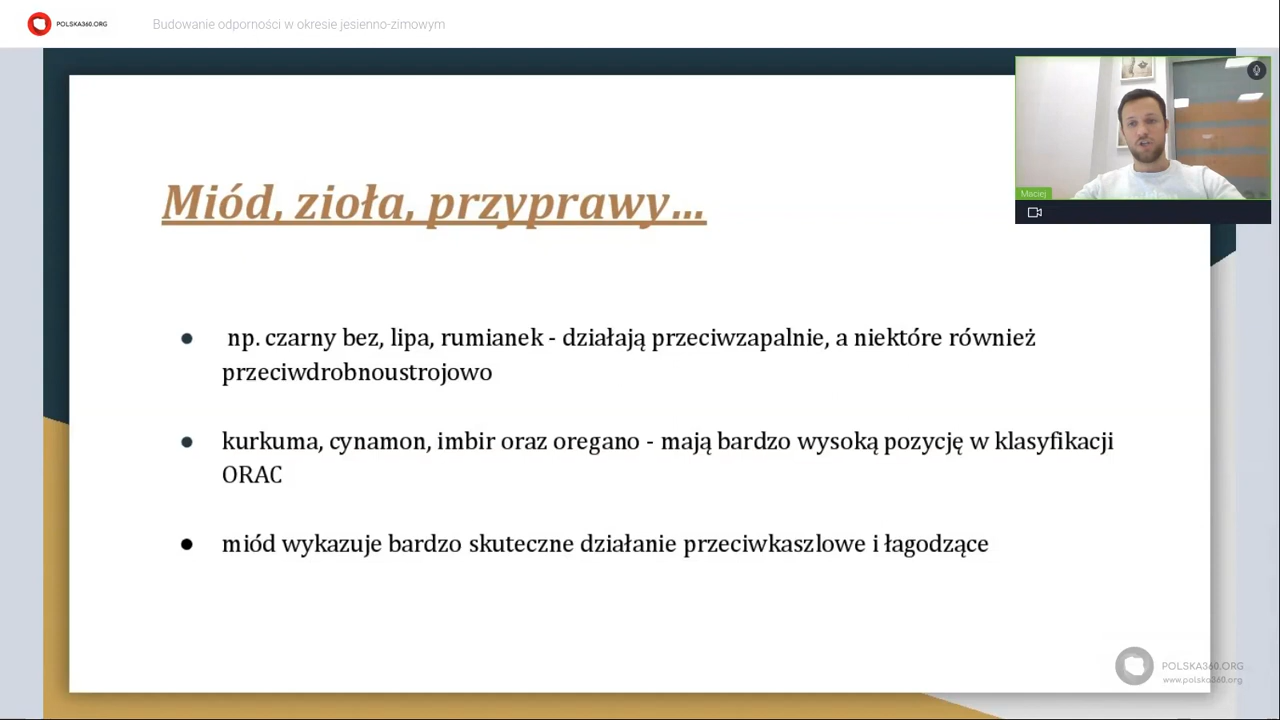 POLSKA360.ORG
Budowanie odporności w okresie jesienno-zimowym
Maciej
Miód, zioła, przyprawy...
np. czarny bez, lipa, rumianek - działają przeciwzapalnie, a niektóre również
przeciwdrobnoustrojowo
kurkuma, cynamon, imbir oraz oregano - mają bardzo wysoką pozycję w klasyfikacji
ORAC
miód wykazuje bardzo skuteczne działanie przeciwkaszlowe i łagodzące
POLSKA360.ORG
www.polska360.org